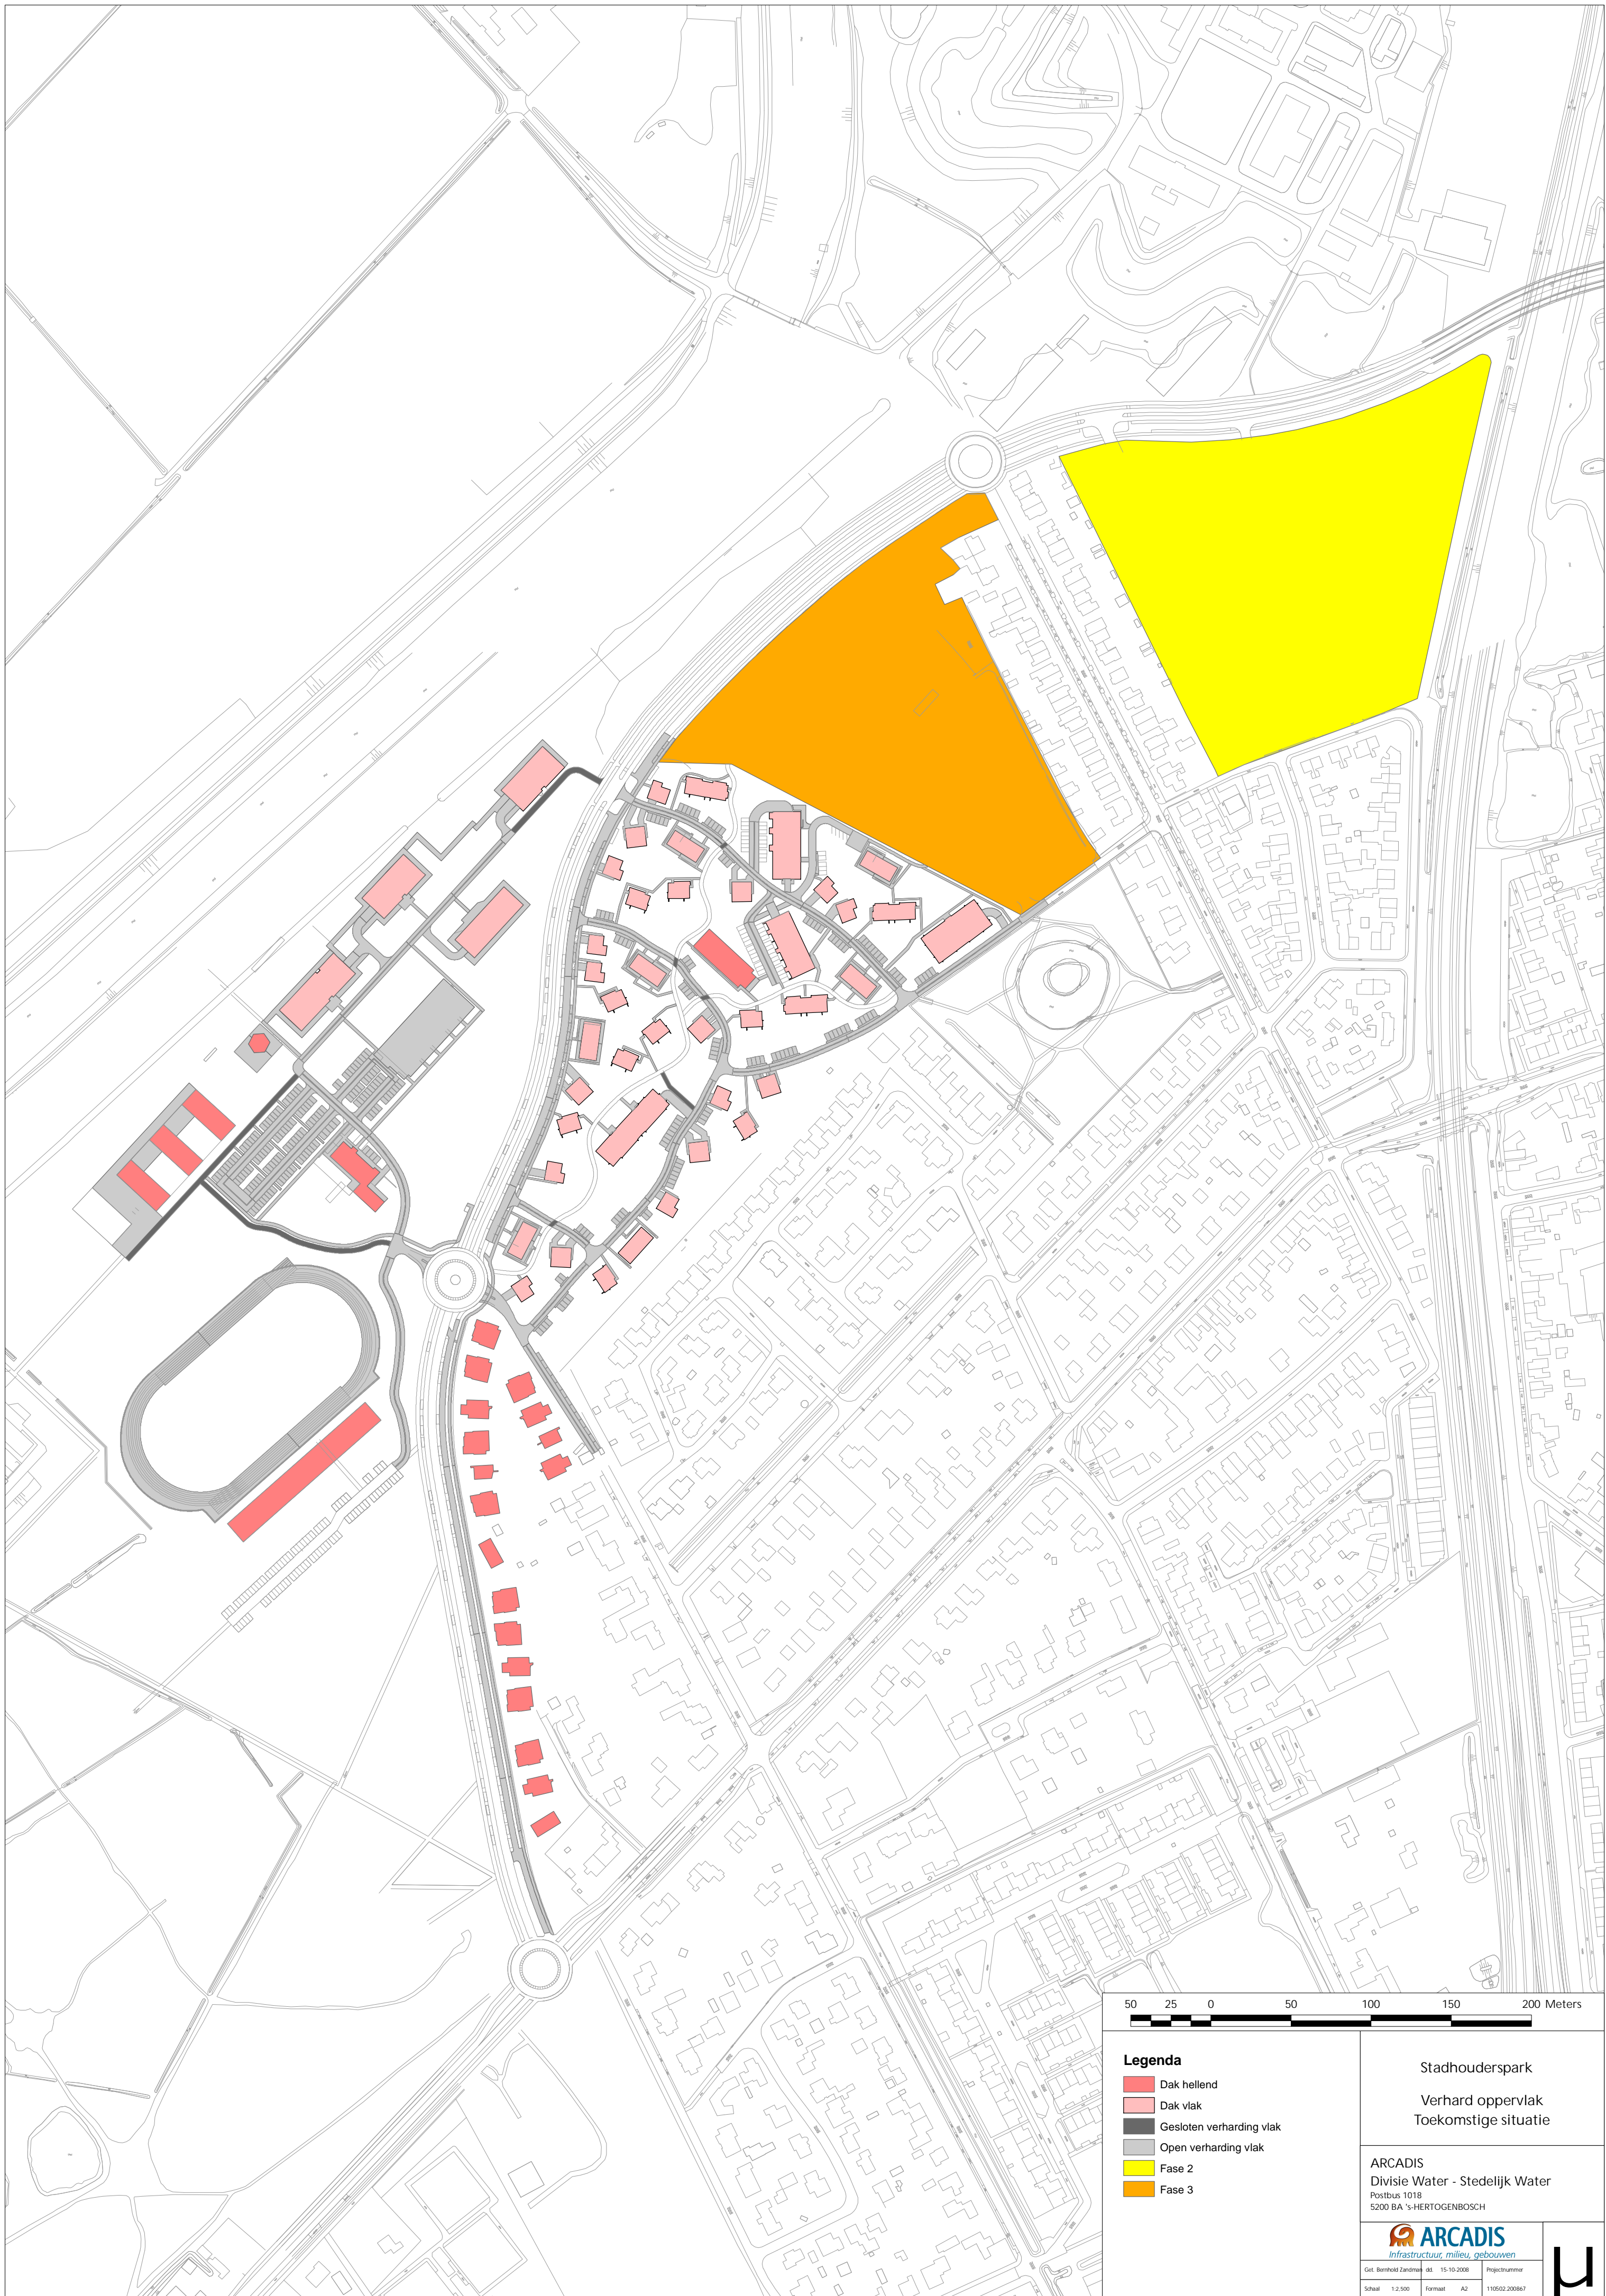 50 25 0 50 100 150 200 Meters
Legenda
Dak hellend
Dak vlak
Gesloten verharding vlak
Open verharding vlak
Fase 2
Fase 3
Stadhouderspark
Verhard oppervlak
Toekomstige situatie
ARCADIS
Divisie Water - Stedelijk Water
Postbus 1018
5200 BA 's-HERTOGENBOSCH
ARCADIS
Infrastructuur, milieu, gebouwen
Get. Bernhold Zandman dd. 15-10-2008 Projectnummer
Schaal 1:2,500 Formaat A2 110502.200867
µ